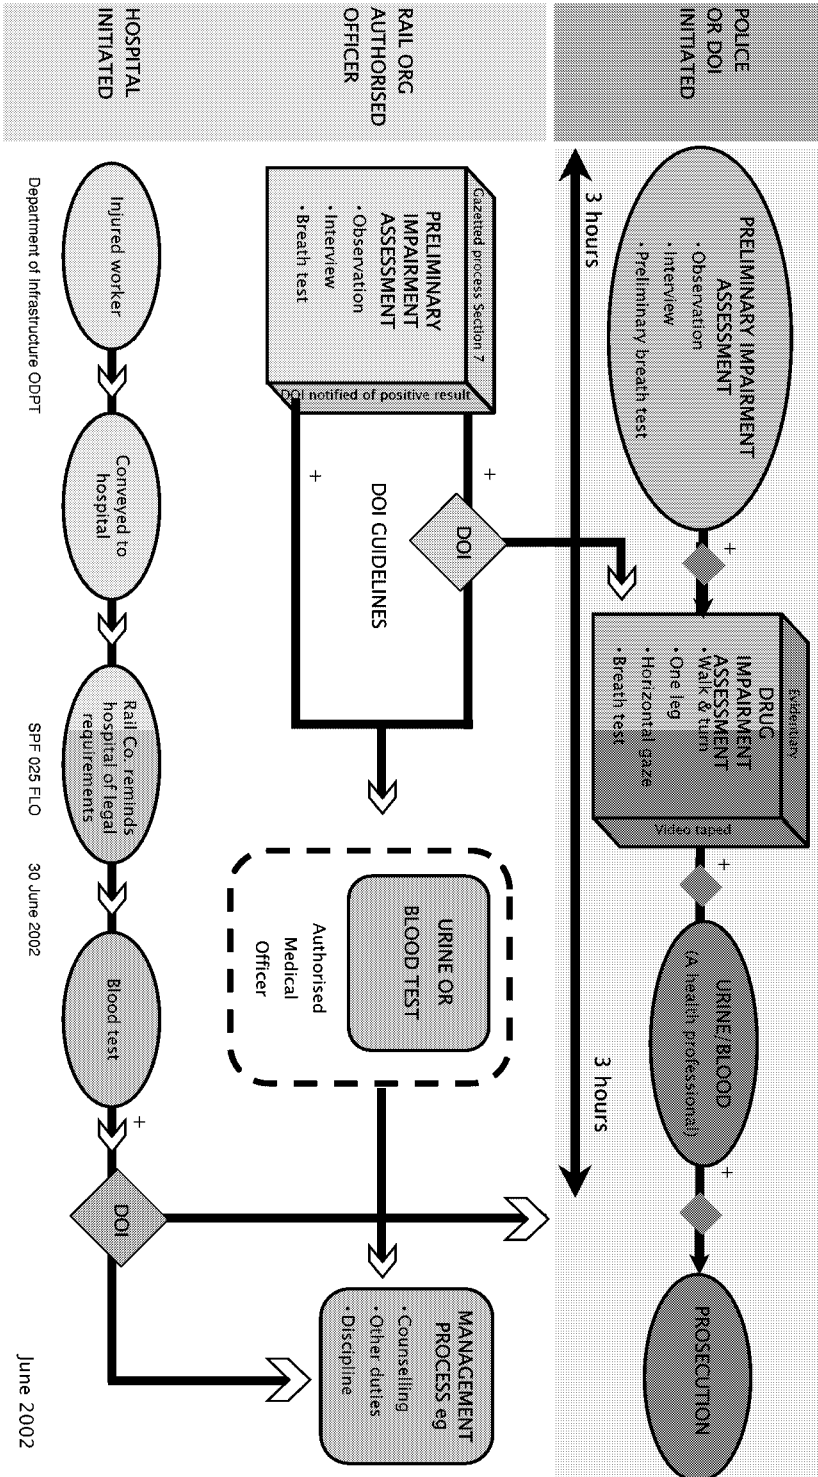 POLICE
OR DOI
INITIATED
PRELIMINARY IMPAIRMENT
ASSESSMENT
• Observation
• Interview
• Preliminary breath test
+
Evidentiary
DRUG
IMPAIRMENT
ASSESSMENT
• Walk & turn
• One leg
• Horizontal gaze
• Breath test
Video taped
+
URINE/BLOOD
(A health professional)
+
PROSECUTION
3 hours
3 hours
RAIL ORG
AUTHORISED
OFFICER
Gazetted process Section 7
PRELIMINARY
IMPAIRMENT
ASSESSMENT
• Observation
• Interview
• Breath test
DOI notified of positive result
+
DOI
DOI GUIDELINES
+
URINE OR
BLOOD TEST
Authorised
Medical
Officer
MANAGEMENT
PROCESS eg
• Counselling
• Other duties
• Discipline
HOSPITAL
INITIATED
Injured worker
Conveyed to
hospital
Rail Co. reminds
hospital of legal
requirements
Blood test
+
DOI
Department of Infrastructure ODPT
SPF 025 FLO
30 June 2002
June 2002